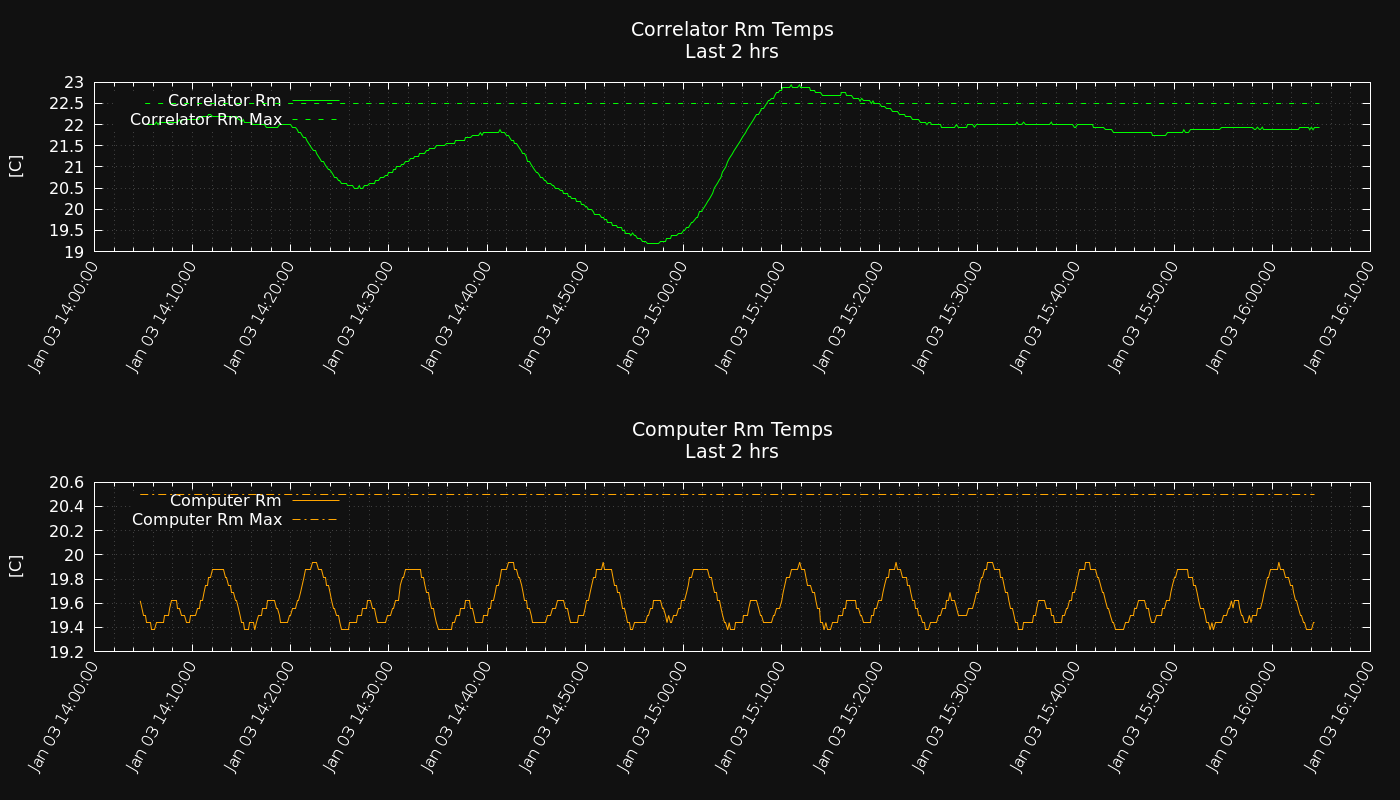 Correlator Rm Temps
Last 2 hrs
[C]
23
22.5
22
21.5
21
20.5
20
19.5
19
Correlator Rm
Correlator Rm Max
Jan 03 14:00:00
Jan 03 14:10:00
Jan 03 14:20:00
Jan 03 14:30:00
Jan 03 14:40:00
Jan 03 14:50:00
Jan 03 15:00:00
Jan 03 15:10:00
Jan 03 15:20:00
Jan 03 15:30:00
Jan 03 15:40:00
Jan 03 15:50:00
Jan 03 16:00:00
Jan 03 16:10:00
Computer Rm Temps
Last 2 hrs
[C]
20.6
20.4
20.2
20
19.8
19.6
19.4
19.2
Computer Rm
Computer Rm Max
Jan 03 14:00:00
Jan 03 14:10:00
Jan 03 14:20:00
Jan 03 14:30:00
Jan 03 14:40:00
Jan 03 14:50:00
Jan 03 15:00:00
Jan 03 15:10:00
Jan 03 15:20:00
Jan 03 15:30:00
Jan 03 15:40:00
Jan 03 15:50:00
Jan 03 16:00:00
Jan 03 16:10:00